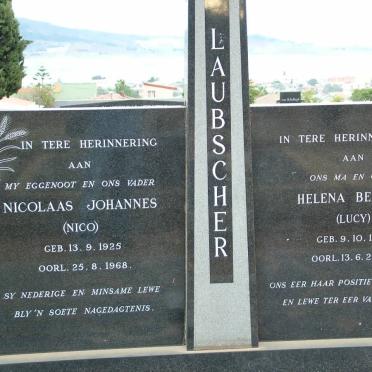 IN TERE HERINNERING
AAN
MY EGGENOOT EN ONS VADER
NICOLAAS JOHANNES
(NICO)
GEB. 13. 9. 1925
OORL. 25. 8. 1968.
SY NEDERIGE EN MINSAME LEWE
BLY'N SOETE NAGEDAGTENIS.
LAUBSCHER
IN TERE HERINN
AAN
ONS MA EN
HELENA BE
(LUCY)
GEB. 9. 10. 1
OORL. 13. 6. 2
ONS EER HAAR POSITIE
EN LEWE TER EER VA